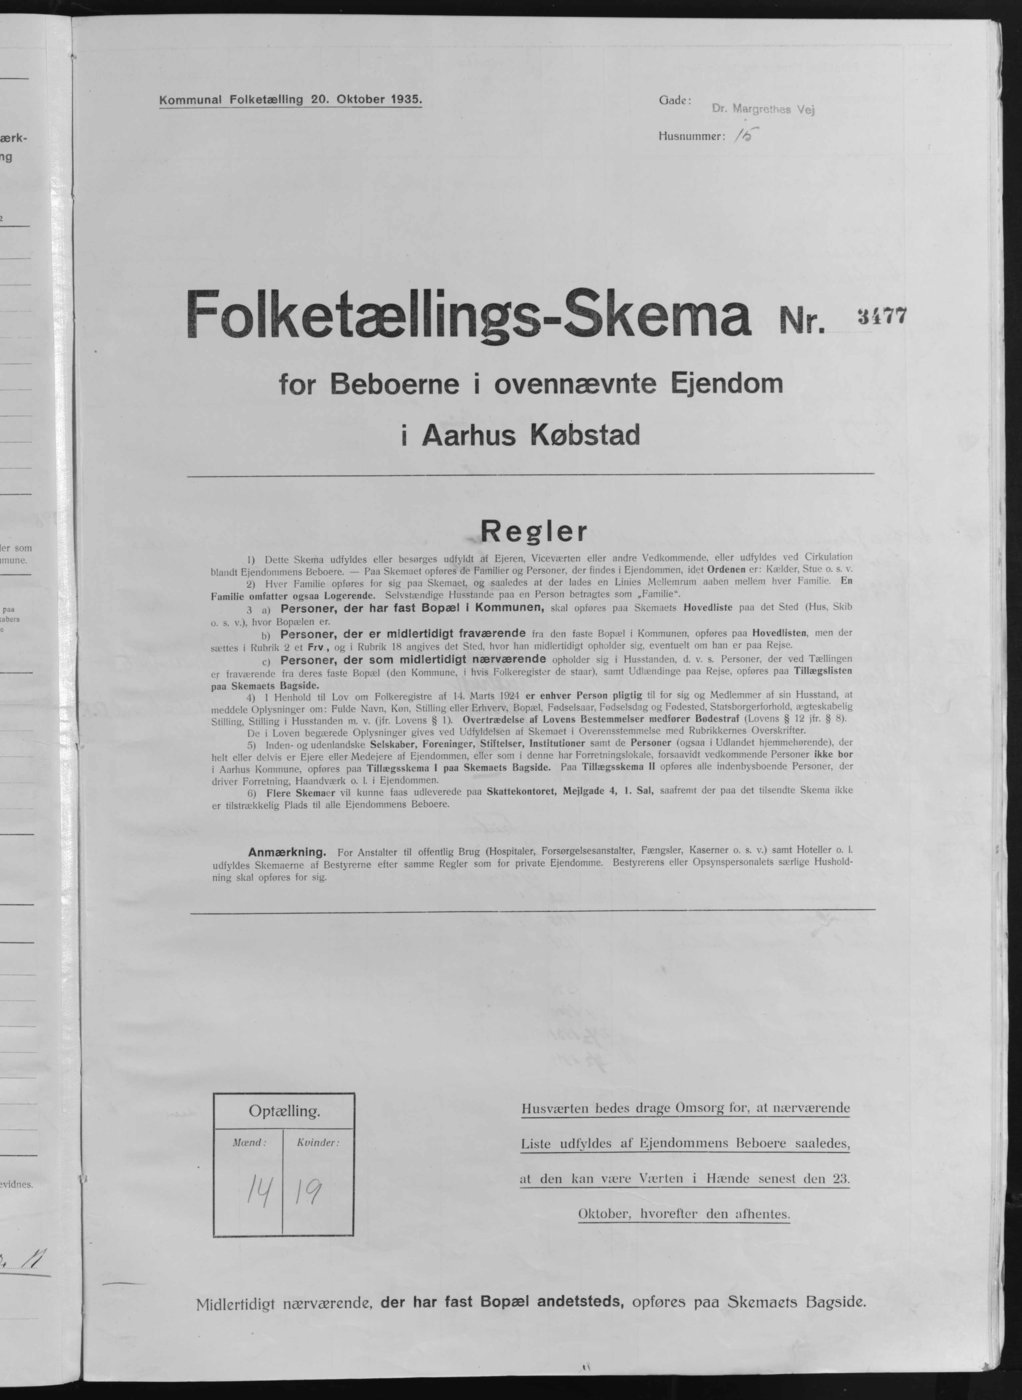 Kommunal Folketælling 20. Oktober 1935.
Gade: Dr. Margrethes Vej
Husnummer: 15
Folketællings-Skema Nr. 3477
for Beboerne i ovennævnte Ejendom
i Aarhus Købstad
Regler
1) Dette Skema udfyldes eller besørges udfyldt af Ejeren, Viceværten eller andre Vedkommende, eller udfyldes ved Cirkulation
blandt Ejendommens Beboere. — Paa Skemaet opføres de Familier og Personer, der findes i Ejendommen, idet Ordenen er: Kælder, Stue o. s. v.
2) Hver Familie opføres for sig paa Skemaet, og saaledes at der lades en Linies Mellemrum aaben mellem hver Familie. En
Familie omfatter ogsaa Logerende. Selvstændige Husstande paa en Person betragtes som „Familie“.
3 a) Personer, der har fast Bopæl i Kommunen, skal opføres paa Skemaets Hovedliste paa det Sted (Hus, Skib
o. s. v.), hvor Bopælen er.
b) Personer, der er midlertidigt fraværende fra den faste Bopæl i Kommunen, opføres paa Hovedlisten, men der
sættes i Rubrik 2 et Frv., og i Rubrik 18 angives det Sted, hvor han midlertidigt opholder sig, eventuelt om han er paa Rejse.
c) Personer, der som midlertidigt nærværende opholder sig i Husstanden, d. v. s. Personer, der ved Tællingen
er fraværende fra deres faste Bopæl (den Kommune, i hvis Folkeregister de staar), samt Udlændinge paa Rejse, opføres paa Tillægslisten
paa Skemaets Bagside.
4) I Henhold til Lov om Folkeregistre af 14. Marts 1924 er enhver Person pligtig til for sig og Medlemmer af sin Husstand, at
meddele Oplysninger om: Fulde Navn, Køn, Stilling eller Erhverv, Bopæl, Fødselsaar, Fødselsdag og Fødested, Statsborgerforhold, ægteskabelig
Stilling, Stilling i Husstanden m. v. (jfr. Lovens § 1). Overtrædelse af Lovens Bestemmelser medfører Bødestraf (Lovens § 12 jfr. § 8).
De i Loven begærede Oplysninger gives ved Udfyldelsen af Skemaet i Overensstemmelse med Rubrikkernes Overskrifter.
5) Inden- og udenlandske Selskaber, Foreninger, Stiftelser, Institutioner samt de Personer (ogsaa i Udlandet hjemmehørende), der
helt eller delvis er Ejere eller Medejere af Ejendommen, eller som i denne har Forretningslokale, forsaavidt vedkommende Personer ikke bor
i Aarhus Kommune, opføres paa Tillægsskema I paa Skemaets Bagside. Paa Tillægsskema II opføres alle indenbysboende Personer, der
driver Forretning, Haandværk o. l. i Ejendommen.
6) Flere Skemaer vil kunne faas udleverede paa Skattekontoret, Mejlgade 4, 1. Sal, saafremt der paa det tilsendte Skema ikke
er tilstrækkelig Plads til alle Ejendommens Beboere.
Anmærkning. For Anstalter til offentlig Brug (Hospitaler, Forsørgelsesanstalter, Fængsler, Kaserner o. s. v.) samt Hoteller o. l.
udfyldes Skemaerne af Bestyrerne efter samme Regler som for private Ejendomme. Bestyrerens eller Opsynspersonalets særlige Hushold-
ning skal opføres for sig.
Optælling.
Mænd: Kvinder:
14 19
Husværten bedes drage Omsorg for, at nærværende
Liste udfyldes af Ejendommens Beboere saaledes,
at den kan være Værten i Hænde senest den 23.
Oktober, hvorefter den afhentes.
Midlertidigt nærværende, der har fast Bopæl andetsteds, opføres paa Skemaets Bagside.